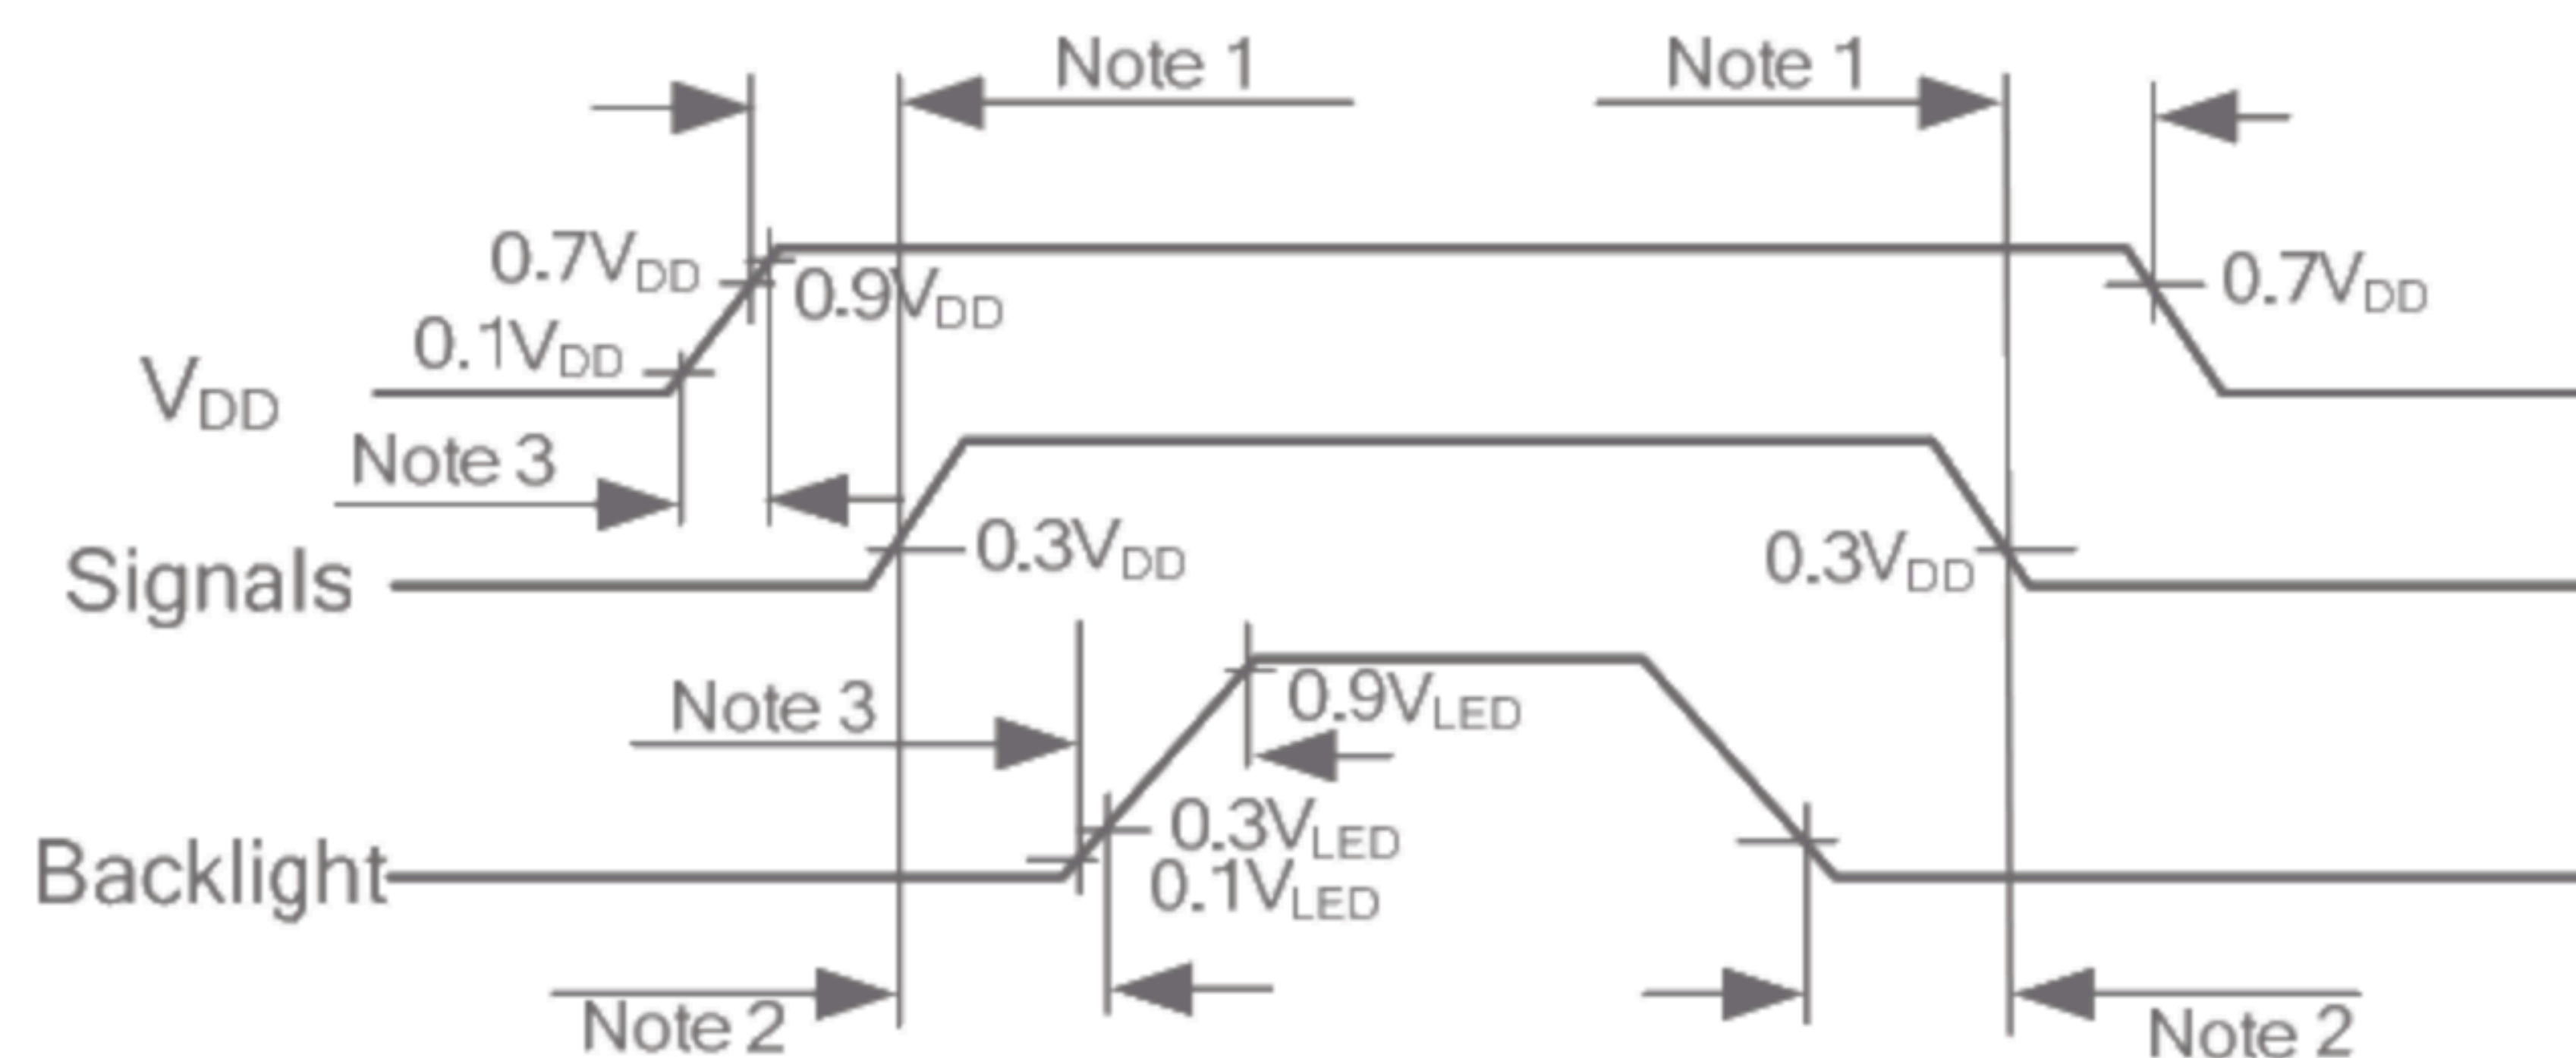 Note 1 Note 1
0.7VDD 0.9VDD 0.7VDD
0.1VDD
VDD
Note 3
Signals 0.3VDD 0.3VDD
Note 3 0.9VLED
0.3VLED
Backlight 0.1VLED
Note 2 Note 2